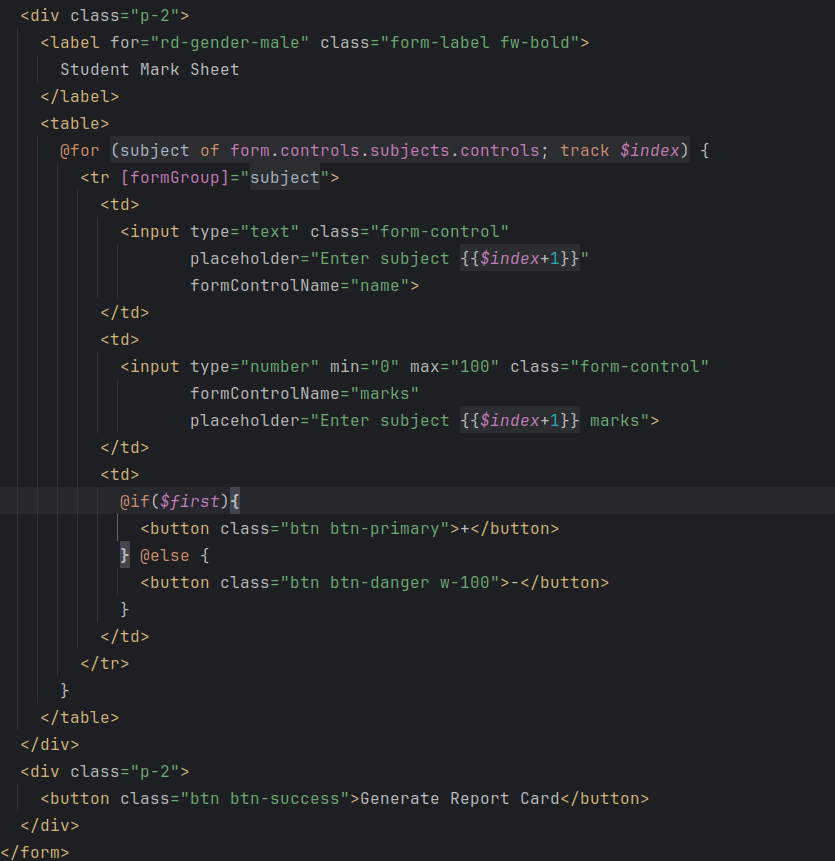 <div class="p-2">
<label for="rd-gender-male" class="form-label fw-bold">
Student Mark Sheet
</label>
<table>
@for (subject of form.controls.subjects.controls; track $index) {
<tr [formGroup]="subject">
<td>
<input type="text" class="form-control"
placeholder="Enter subject {{$index+1}}"
formControlName="name">
</td>
<td>
<input type="number" min="0" max="100" class="form-control"
formControlName="marks"
placeholder="Enter subject {{$index+1}} marks">
</td>
<td>
@if($first){
<button class="btn btn-primary">+</button>
} @else {
<button class="btn btn-danger w-100">-</button>
}
</td>
</tr>
}
</table>
</div>
<div class="p-2">
<button class="btn btn-success">Generate Report Card</button>
</div>
</form>